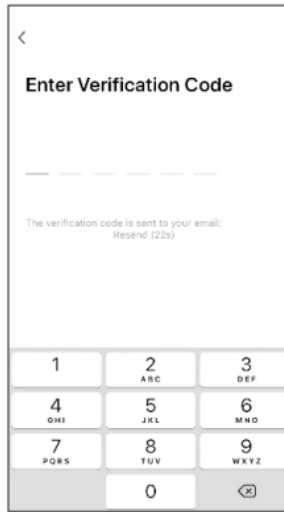 Enter Verification Code
The verification code is sent to your email:
Resend (22s)
1 2 3
ABC DEF
4 5 6
GHI JKL MNO
7 8 9
PQRS TUV WXYZ
0